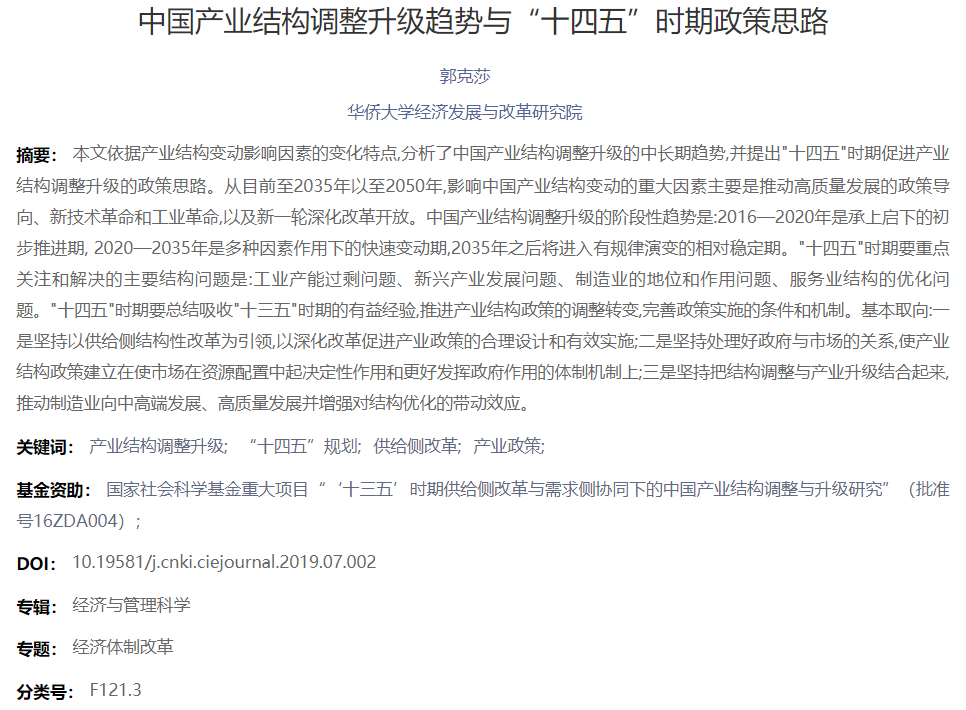 中国产业结构调整升级趋势与“十四五”时期政策思路
郭克莎
华侨大学经济发展与改革研究院
摘要： 本文依据产业结构变动影响因素的变化特点,分析了中国产业结构调整升级的中长期趋势,并提出"十四五"时期促进产业
结构调整升级的政策思路。从目前至2035年以至2050年,影响中国产业结构变动的重大因素主要是推动高质量发展的政策导
向、新技术革命和工业革命,以及新一轮深化改革开放。中国产业结构调整升级的阶段性趋势是:2016—2020年是承上启下的初
步推进期, 2020—2035年是多种因素作用下的快速变动期,2035年之后将进入有规律演变的相对稳定期。"十四五"时期要重点
关注和解决的主要结构问题是:工业产能过剩问题、新兴产业发展问题、制造业的地位和作用问题、服务业结构的优化问
题。"十四五"时期要总结吸收"十三五"时期的有益经验,推进产业结构政策的调整转变,完善政策实施的条件和机制。基本取向:一
是坚持以供给侧结构性改革为引领,以深化改革促进产业政策的合理设计和有效实施;二是坚持处理好政府与市场的关系,使产业
结构政策建立在使市场在资源配置中起决定性作用和更好发挥政府作用的体制机制上;三是坚持把结构调整与产业升级结合起来,
推动制造业向中高端发展、高质量发展并增强对结构优化的带动效应。
关键词： 产业结构调整升级; “十四五”规划; 供给侧改革; 产业政策;
基金资助： 国家社会科学基金重大项目“‘十三五’时期供给侧改革与需求侧协同下的中国产业结构调整与升级研究”（批准
号16ZDA004）;
DOI： 10.19581/j.cnki.ciejournal.2019.07.002
专辑： 经济与管理科学
专题： 经济体制改革
分类号： F121.3